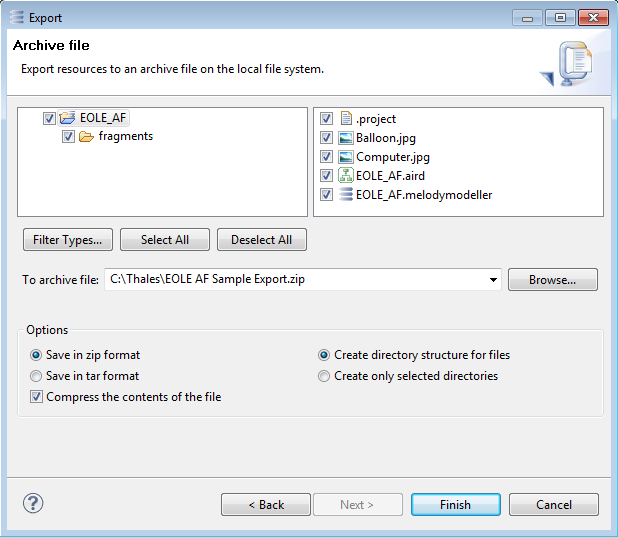 Export
Archive file
Export resources to an archive file on the local file system.
EOLE_AF
fragments
.project
Balloon.jpg
Computer.jpg
EOLE_AF.aird
EOLE_AF.melodymodeller
Filter Types... Select All Deselect All
To archive file: C:\Thales\EOLE AF Sample Export.zip Browse...
Options
Save in zip format Create directory structure for files
Save in tar format Create only selected directories
Compress the contents of the file
? < Back Next > Finish Cancel